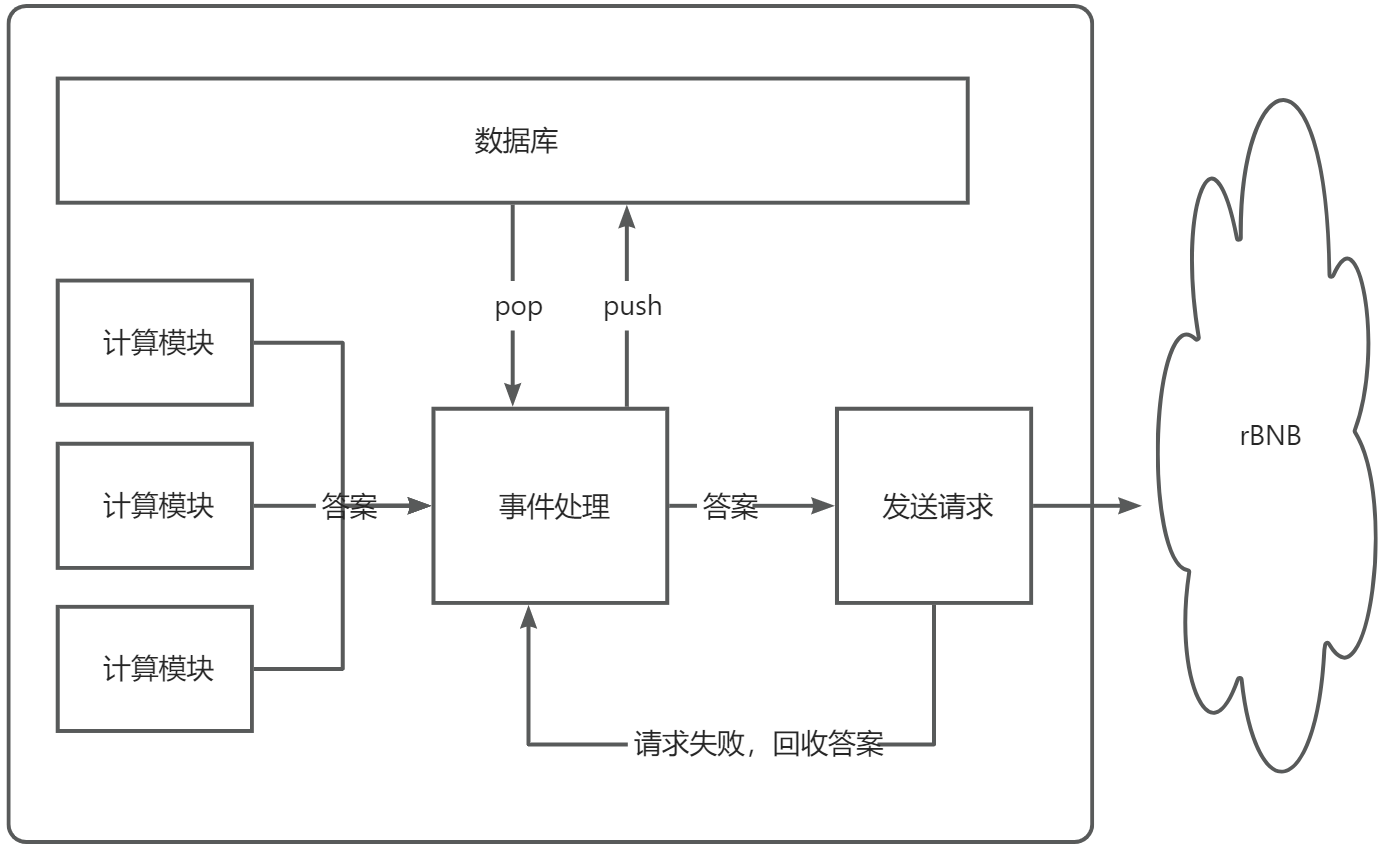 数据库
pop
push
计算模块
计算模块
计算模块
答案
事件处理
答案
发送请求
rBNB
请求失败，回收答案